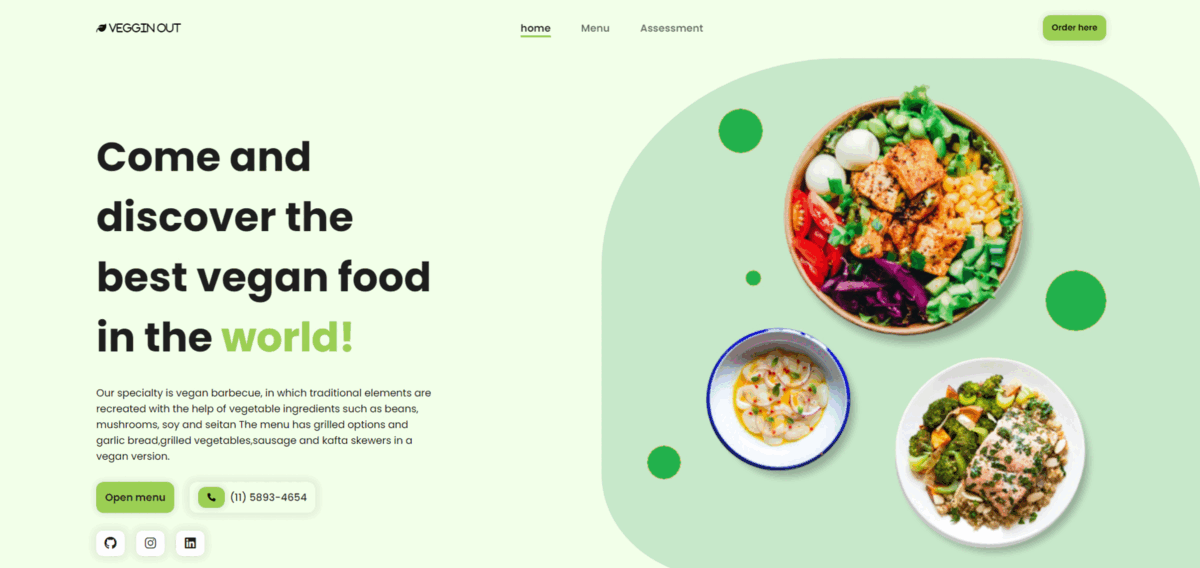 VEGGIN OUT
home
Menu
Assessment
Order here
Come and
discover the
best vegan food
in the world!
Our specialty is vegan barbecue, in which traditional elements are
recreated with the help of vegetable ingredients such as beans,
mushrooms, soy and seitan The menu has grilled options and
garlic bread,grilled vegetables,sausage and kafta skewers in a
vegan version.
Open menu
(11) 5893-4654